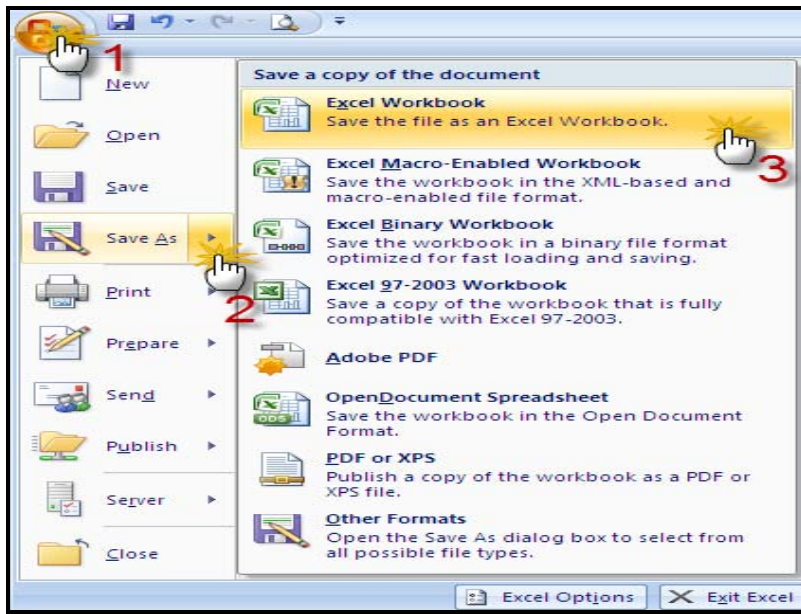 1
New
Open
Save
Save As
2
Print
Prepare
Send
Publish
Server
Close
Save a copy of the document
Excel Workbook
Save the file as an Excel Workbook.
3
Excel Macro-Enabled Workbook
Save the workbook in the XML-based and
macro-enabled file format.
Excel Binary Workbook
Save the workbook in a binary file format
optimized for fast loading and saving.
Excel 97-2003 Workbook
Save a copy of the workbook that is fully
compatible with Excel 97-2003.
Adobe PDF
OpenDocument Spreadsheet
Save the workbook in the Open Document
Format.
PDF or XPS
Publish a copy of the workbook as a PDF or
XPS file.
Other Formats
Open the Save As dialog box to select from
all possible file types.
Excel Options
Exit Excel